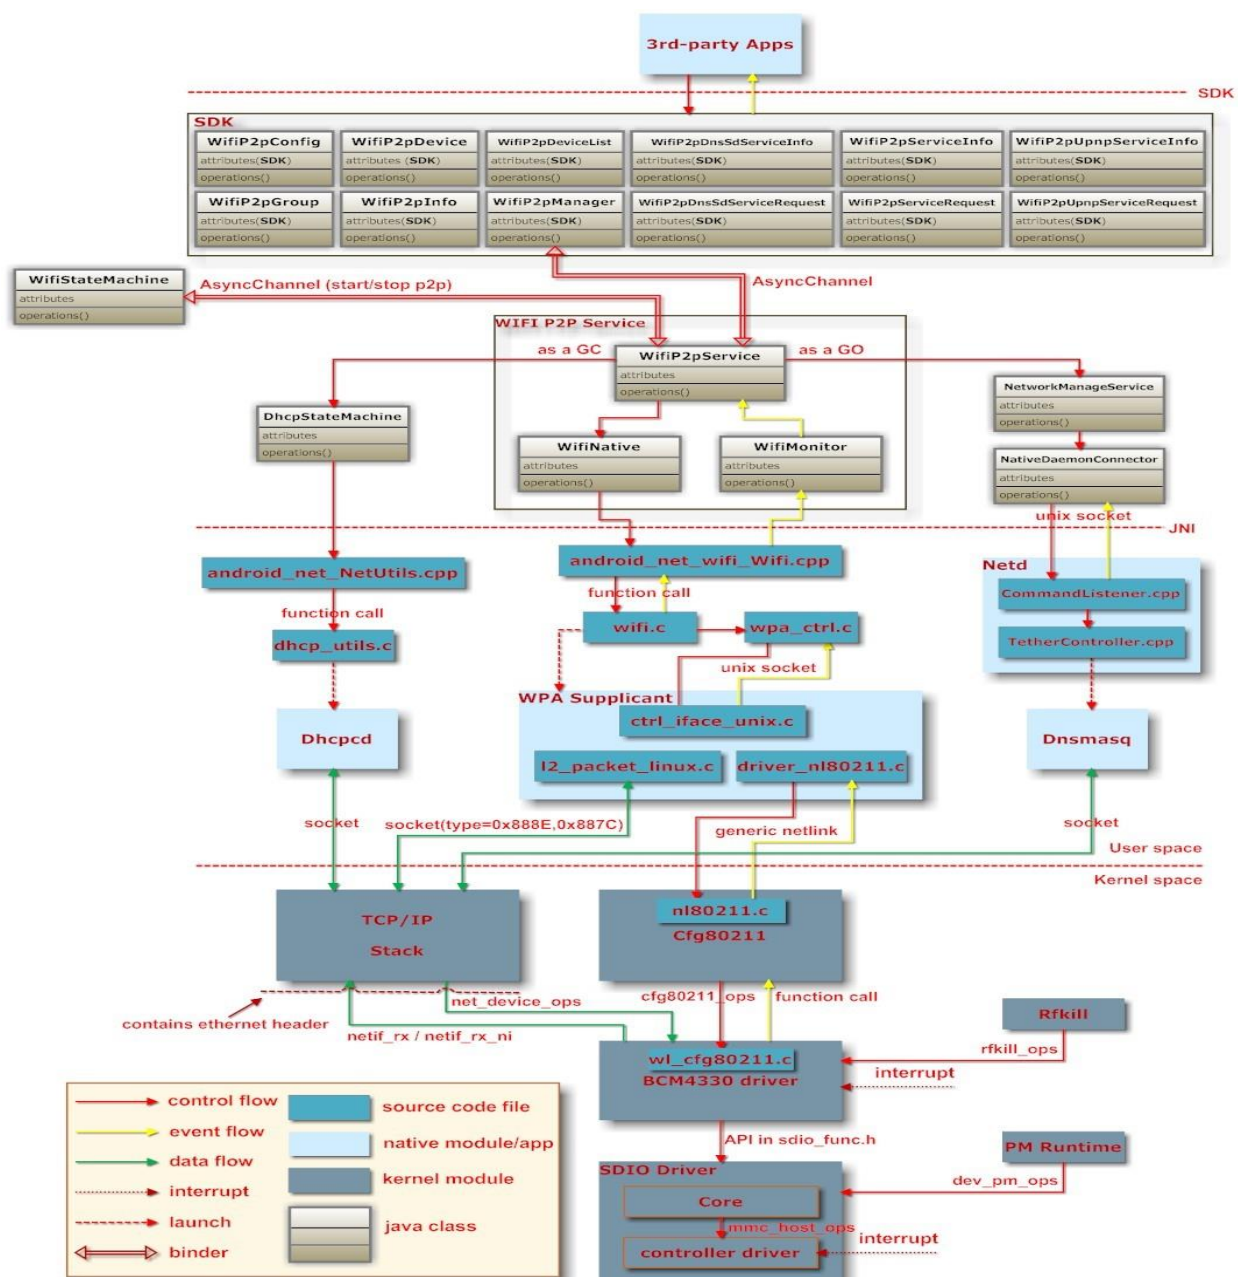 3rd-party Apps
SDK
SDK
WifiP2pConfig
attributes(SDK)
operations()
WifiP2pDevice
attributes (SDK)
operations()
WifiP2pDeviceList
attributes(SDK)
operations()
WifiP2pDnsSdServiceInfo
attributes(SDK)
operations()
WifiP2pServiceInfo
attributes(SDK)
operations()
WifiP2pUpnpServiceInfo
attributes(SDK)
operations()
WifiP2pGroup
attributes(SDK)
operations()
WifiP2pInfo
attributes(SDK)
operations()
WifiP2pManager
attributes(SDK)
operations()
WifiP2pDnsSdServiceRequest
attributes(SDK)
operations()
WifiP2pServiceRequest
attributes(SDK)
operations()
WifiP2pUpnpServiceRequest
attributes(SDK)
operations()
WifiStateMachine
attributes
operations()
AsyncChannel (start/stop p2p)
AsyncChannel
WIFI P2P Service
as a GC
WifiP2pService
attributes
operations()
as a GO
DhcpStateMachine
attributes
operations()
NetworkManageService
attributes
operations()
WifiNative
attributes
operations()
WifiMonitor
attributes
operations()
NativeDaemonConnector
attributes
operations()
unix socket
JNI
android_net_NetUtils.cpp
android_net_wifi_Wifi.cpp
Netd
CommandListener.cpp
TetherController.cpp
function call
function call
dhcp_utils.c
wifi.c
wpa_ctrl.c
unix socket
WPA Supplicant
ctrl_iface_unix.c
l2_packet_linux.c
driver_nl80211.c
Dhcpcd
Dnsmasq
socket
socket(type=0x888E,0x887C)
generic netlink
socket
User space
Kernel space
TCP/IP
Stack
nl80211.c
Cfg80211
contains ethernet header
net_device_ops
netif_rx / netif_rx_ni
cfg80211_ops
function call
Rfkill
rfkill_ops
interrupt
wl_cfg80211.c
BCM4330 driver
API in sdio_func.h
PM Runtime
dev_pm_ops
SDIO Driver
Core
mmc_host_ops
controller driver
interrupt
control flow
event flow
data flow
interrupt
launch
binder
source code file
native module/app
kernel module
java class